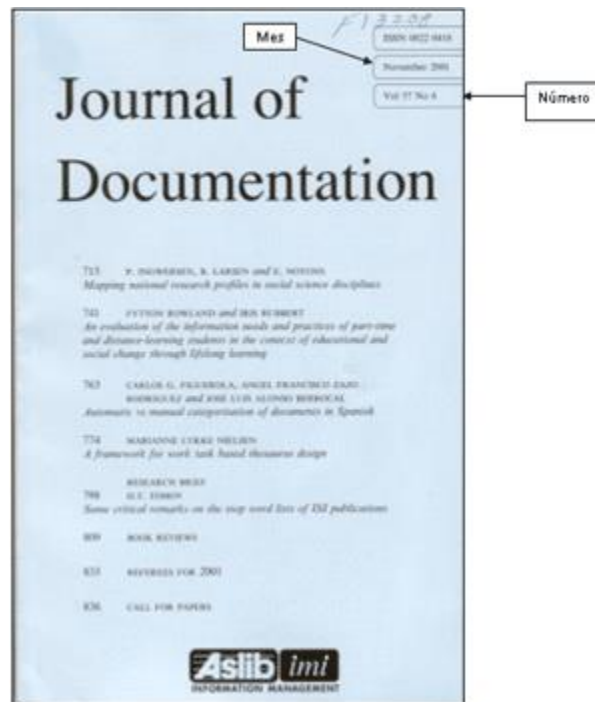 F13208
Mes
ISSN 0022 0418
November 2001
Vol 57 No 6
Número
Journal of
Documentation
715 P. INGWERSEN, B. LARSEN and E. NOYONS
Mapping national research profiles in social science disciplines
741 FYTTON ROWLAND and IRIS RUBBERT
An evaluation of the information needs and practices of part-time
and distance-learning students in the context of educational and
social change through lifelong learning
763 CARLOS G. FIGUEROLA, ANGEL FRANCISCO ZAZO
RODRIGUEZ and JOSE LUIS ALONSO BERROCAL
Automatic vs manual categorisation of documents in Spanish
774 MARIANNE LYKKE NIELSEN
A framework for work task based thesaurus design
RESEARCH BRIEF
798
Some critical remarks on the stop word lists of ISI publications
809 BOOK REVIEWS
833 REFEREES FOR 2001
836 CALL FOR PAPERS
Aslib imi
INFORMATION MANAGEMENT